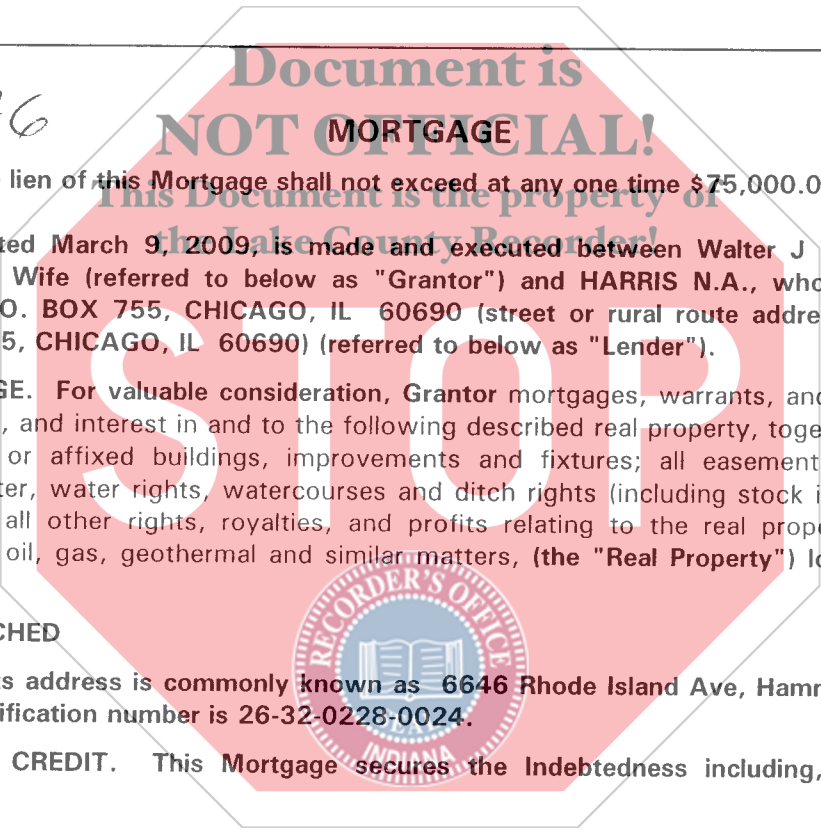 Document is
NOT OFFICIAL!
MORTGAGE
lien of this Mortgage shall not exceed at any one time $75,000.0
This Document is the property of
the Lake County Recorder!
ted March 9, 2009, is made and executed between Walter J
Wife (referred to below as "Grantor") and HARRIS N.A., who
O. BOX 755, CHICAGO, IL 60690 (street or rural route addre
5, CHICAGO, IL 60690) (referred to below as "Lender").
GE. For valuable consideration, Grantor mortgages, warrants, and
, and interest in and to the following described real property, toge
or affixed buildings, improvements and fixtures; all easement
ter, water rights, watercourses and ditch rights (including stock i
all other rights, royalties, and profits relating to the real prope
oil, gas, geothermal and similar matters, (the "Real Property") lo
STOP
CHED
RECORDER'S OFFICE
ts address is commonly known as 6646 Rhode Island Ave, Hamm
ification number is 26-32-0228-0024.
SEAL
INDIANA
CREDIT. This Mortgage secures the Indebtedness including,